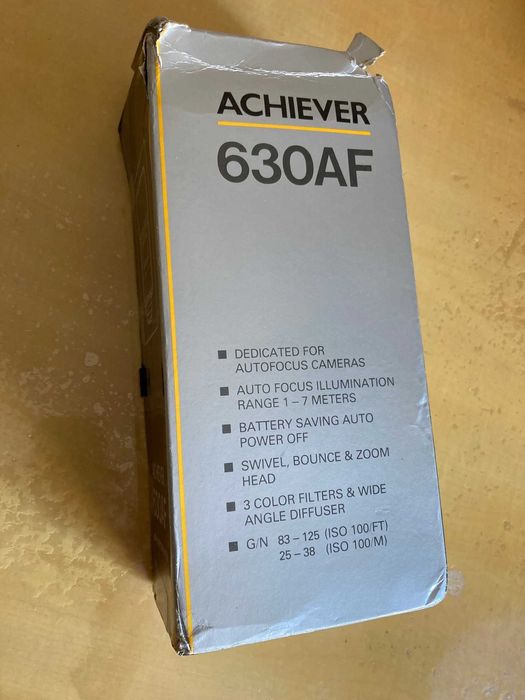 ACHIEVER
630AF
■ DEDICATED FOR
AUTOFOCUS CAMERAS
■ AUTO FOCUS ILLUMINATION
RANGE 1 – 7 METERS
■ BATTERY SAVING AUTO
POWER OFF
■ SWIVEL, BOUNCE & ZOOM
HEAD
■ 3 COLOR FILTERS & WIDE
ANGLE DIFFUSER
■ G/N 83 – 125 (ISO 100/FT)
25 – 38 (ISO 100/M)
630AF